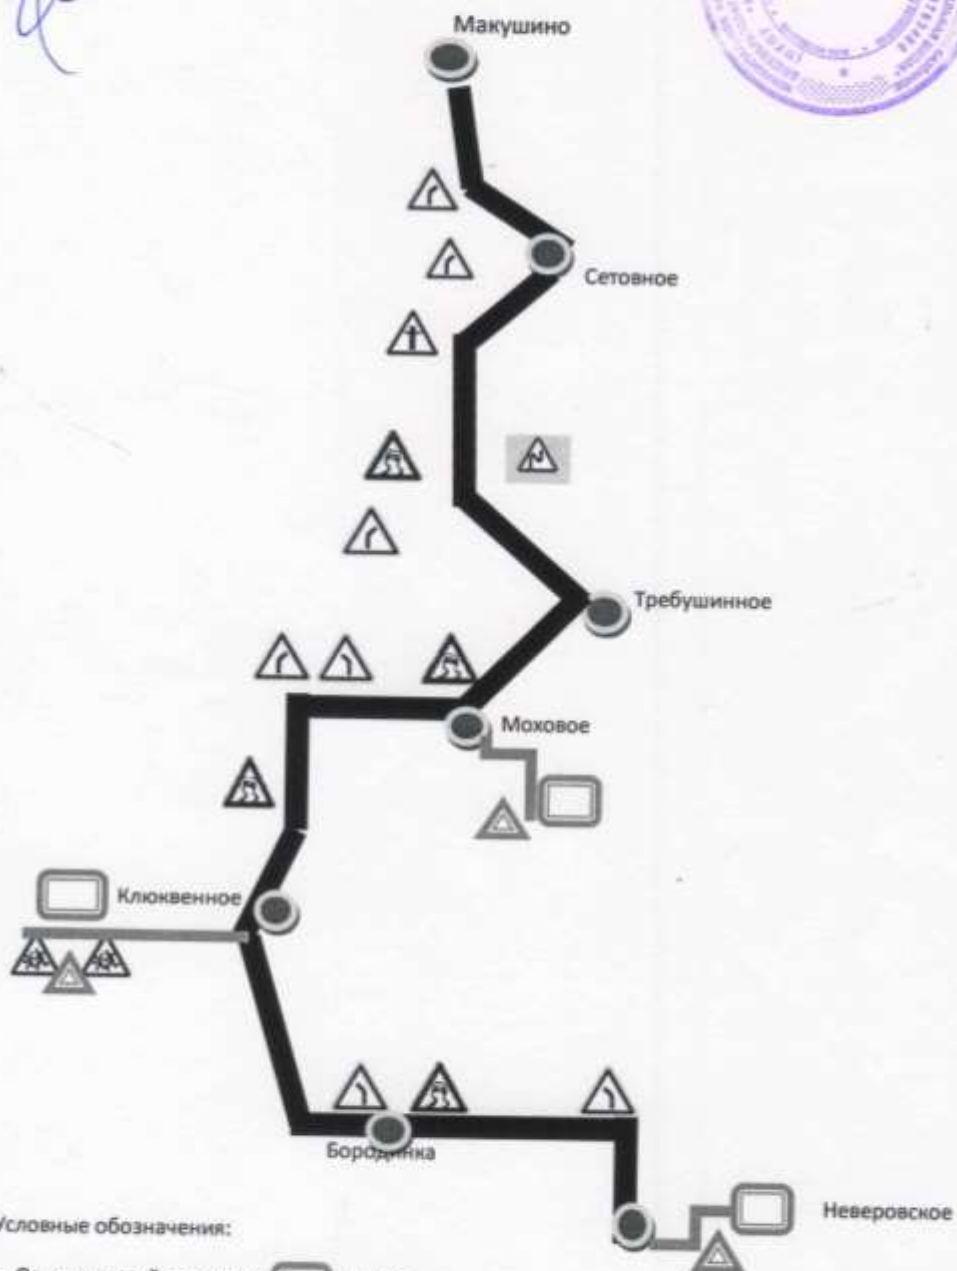 Макушино
Сетовное
Требушинное
Моховое
Клюквенное
Бородинка
Неверовское
Условные обозначения: